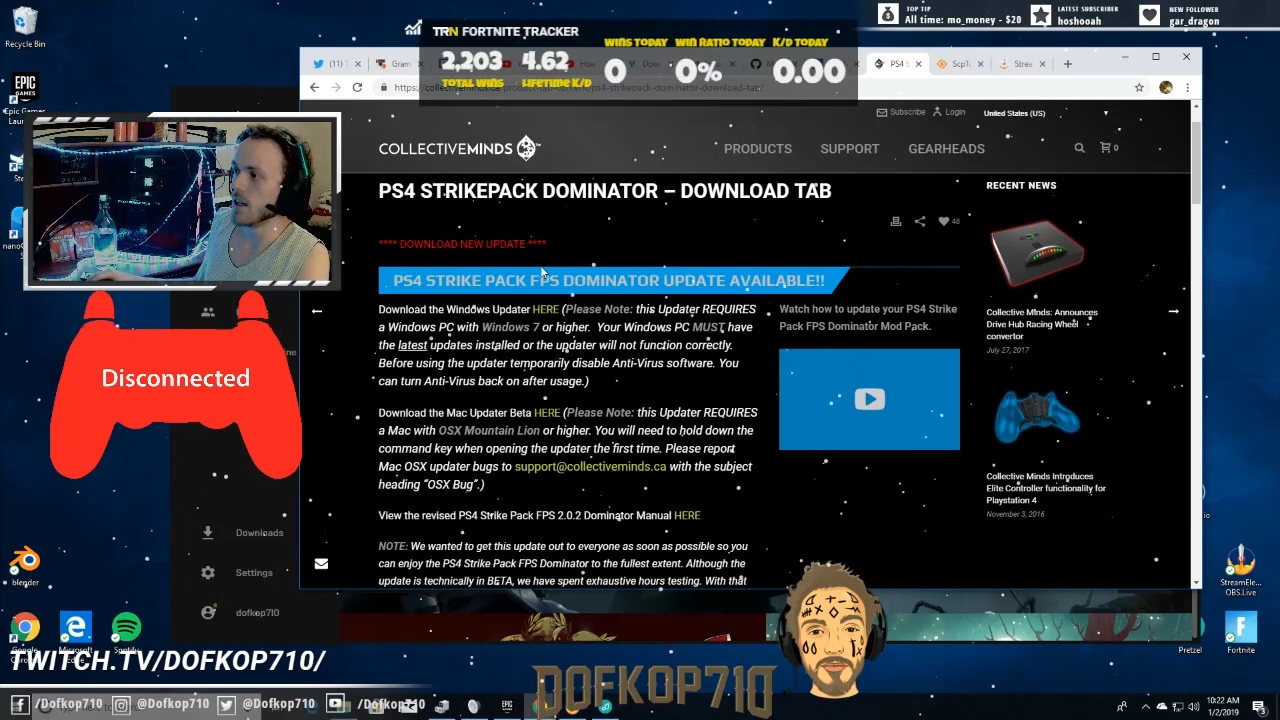 Recycle Bin
TRN FORTNITE TRACKER
2,203
TOTAL WINS
4.62
LIFETIME K/D
WINS TODAY
0
WIN RATIO TODAY
0%
K/D TODAY
0.00
TOP TIP
All time: mo_money - $20
LATEST SUBSCRIBER
hoshooah
NEW FOLLOWER
gar_dragon
EPIC GAMES
Subscribe
Login
United States (US)
COLLECTIVEMINDS
PRODUCTS
SUPPORT
GEARHEADS
0
PS4 STRIKEPACK DOMINATOR – DOWNLOAD TAB
48
**** DOWNLOAD NEW UPDATE ****
PS4 STRIKE PACK FPS DOMINATOR UPDATE AVAILABLE!!
Download the Windows Updater HERE (Please Note: this Updater REQUIRES
a Windows PC with Windows 7 or higher. Your Windows PC MUST have
the latest updates installed or the updater will not function correctly.
Before using the updater temporarily disable Anti-Virus software. You
can turn Anti-Virus back on after usage.)
Download the Mac Updater Beta HERE (Please Note: this Updater REQUIRES
a Mac with OSX Mountain Lion or higher. You will need to hold down the
command key when opening the updater the first time. Please report
Mac OSX updater bugs to support@collectiveminds.ca with the subject
heading “OSX Bug”.)
View the revised PS4 Strike Pack FPS 2.0.2 Dominator Manual HERE
NOTE: We wanted to get this update out to everyone as soon as possible so you
can enjoy the PS4 Strike Pack FPS Dominator to the fullest extent. Although the
update is technically in BETA, we have spent exhaustive hours testing. With that
Watch how to update your PS4 Strike
Pack FPS Dominator Mod Pack.
RECENT NEWS
Collective Minds: Announces
Drive Hub Racing Wheel
convertor
July 27, 2017
Collective Minds Introduces
Elite Controller functionality for
Playstation 4
November 3, 2016
Disconnected
Downloads
Settings
dofkop710
blender
Spotify
StreamEle...
OBS.Live
Pretzel
Fortnite
TWITCH.TV/DOFKOP710/
/Dofkop710
@Dofkop710
@Dofkop710
/Dofkop710
DOFKOP710
10:22 AM
1/2/2019